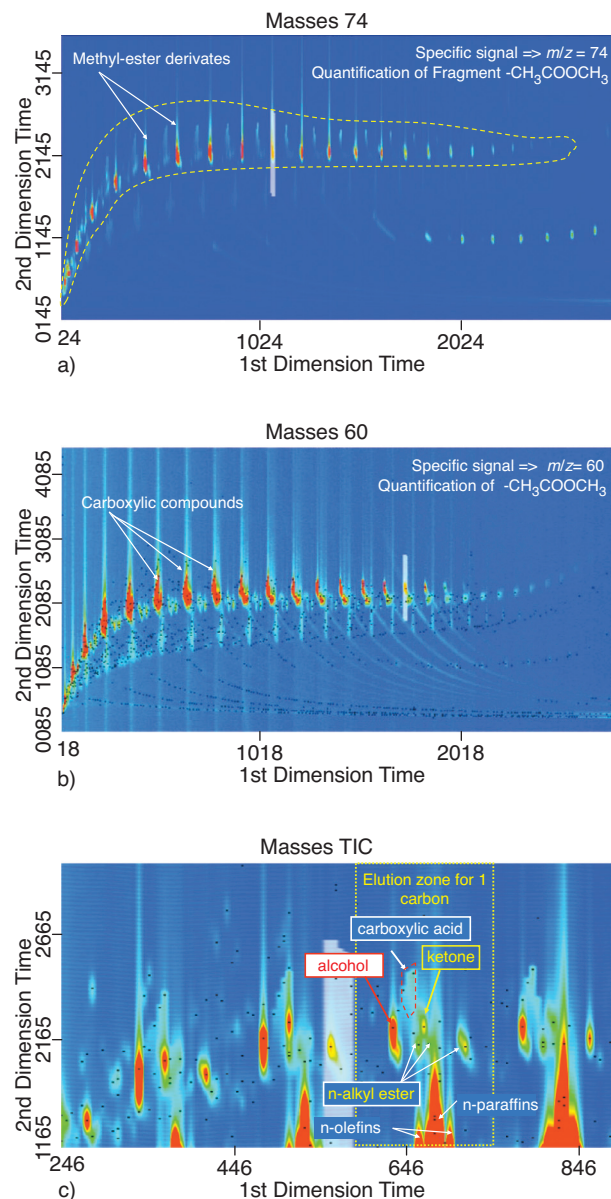 Masses 74
3145
2145
1145
0145
2nd Dimension Time
Methyl-ester derivates
Specific signal => m/z = 74
Quantification of Fragment -CH₃COOCH₃
24
1024
2024
1st Dimension Time
a)
Masses 60
4085
3085
2085
1085
0085
2nd Dimension Time
Carboxylic compounds
Specific signal => m/z= 60
Quantification of -CH₃COOCH₃
18
1018
2018
1st Dimension Time
b)
Masses TIC
2665
2165
1165
2nd Dimension Time
Elution zone for 1
carbon
carboxylic acid
ketone
alcohol
n-alkyl ester
n-paraffins
n-olefins
246
446
646
846
1st Dimension Time
c)